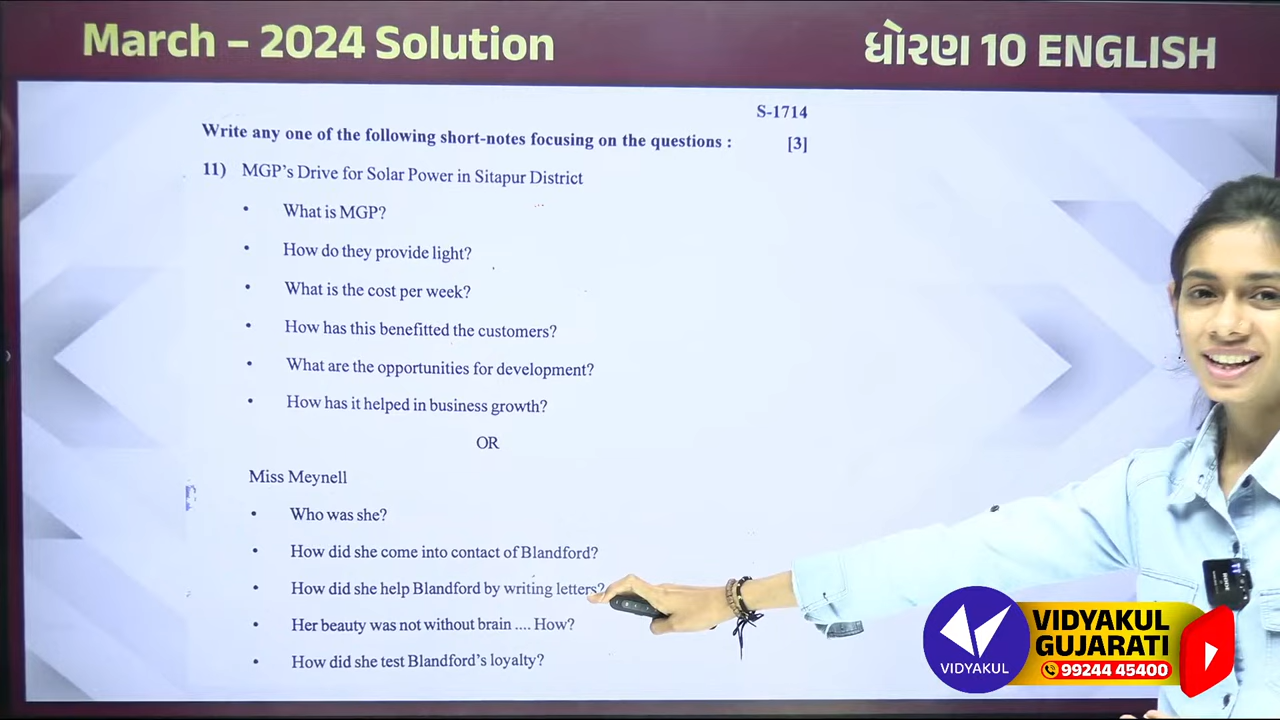 March – 2024 Solution
ધોરણ 10 ENGLISH
S-1714
Write any one of the following short-notes focusing on the questions : [3]
11) MGP's Drive for Solar Power in Sitapur District
• What is MGP?
• How do they provide light?
• What is the cost per week?
• How has this benefitted the customers?
• What are the opportunities for development?
• How has it helped in business growth?
OR
Miss Meynell
• Who was she?
• How did she come into contact of Blandford?
• How did she help Blandford by writing letters?
• Her beauty was not without brain .... How?
• How did she test Blandford's loyalty?
VIDYAKUL
VIDYAKUL
GUJARATI
99244 45400